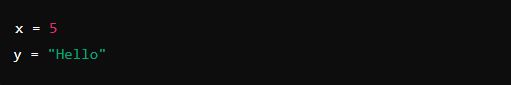 x = 5
y = "Hello"